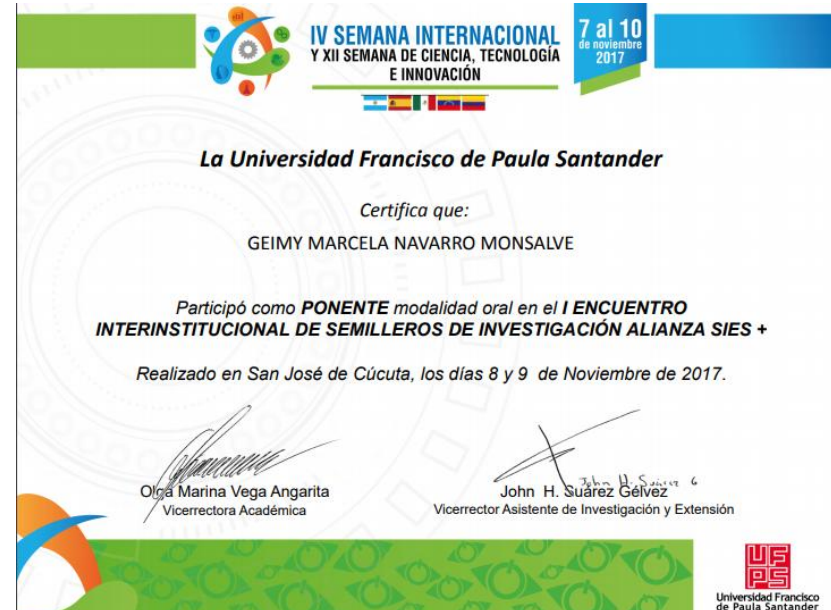 IV SEMANA INTERNACIONAL
Y XII SEMANA DE CIENCIA, TECNOLOGÍA
E INNOVACIÓN
7 al 10
de noviembre
2017
La Universidad Francisco de Paula Santander
Certifica que:
GEIMY MARCELA NAVARRO MONSALVE
Participó como PONENTE modalidad oral en el I ENCUENTRO
INTERINSTITUCIONAL DE SEMILLEROS DE INVESTIGACIÓN ALIANZA SIES +
Realizado en San José de Cúcuta, los días 8 y 9 de Noviembre de 2017.
John H. Suárez G
Olga Marina Vega Angarita
Vicerrectora Académica
John H. Suárez Gélvez
Vicerrector Asistente de Investigación y Extensión
UFPS
Universidad Francisco
de Paula Santander